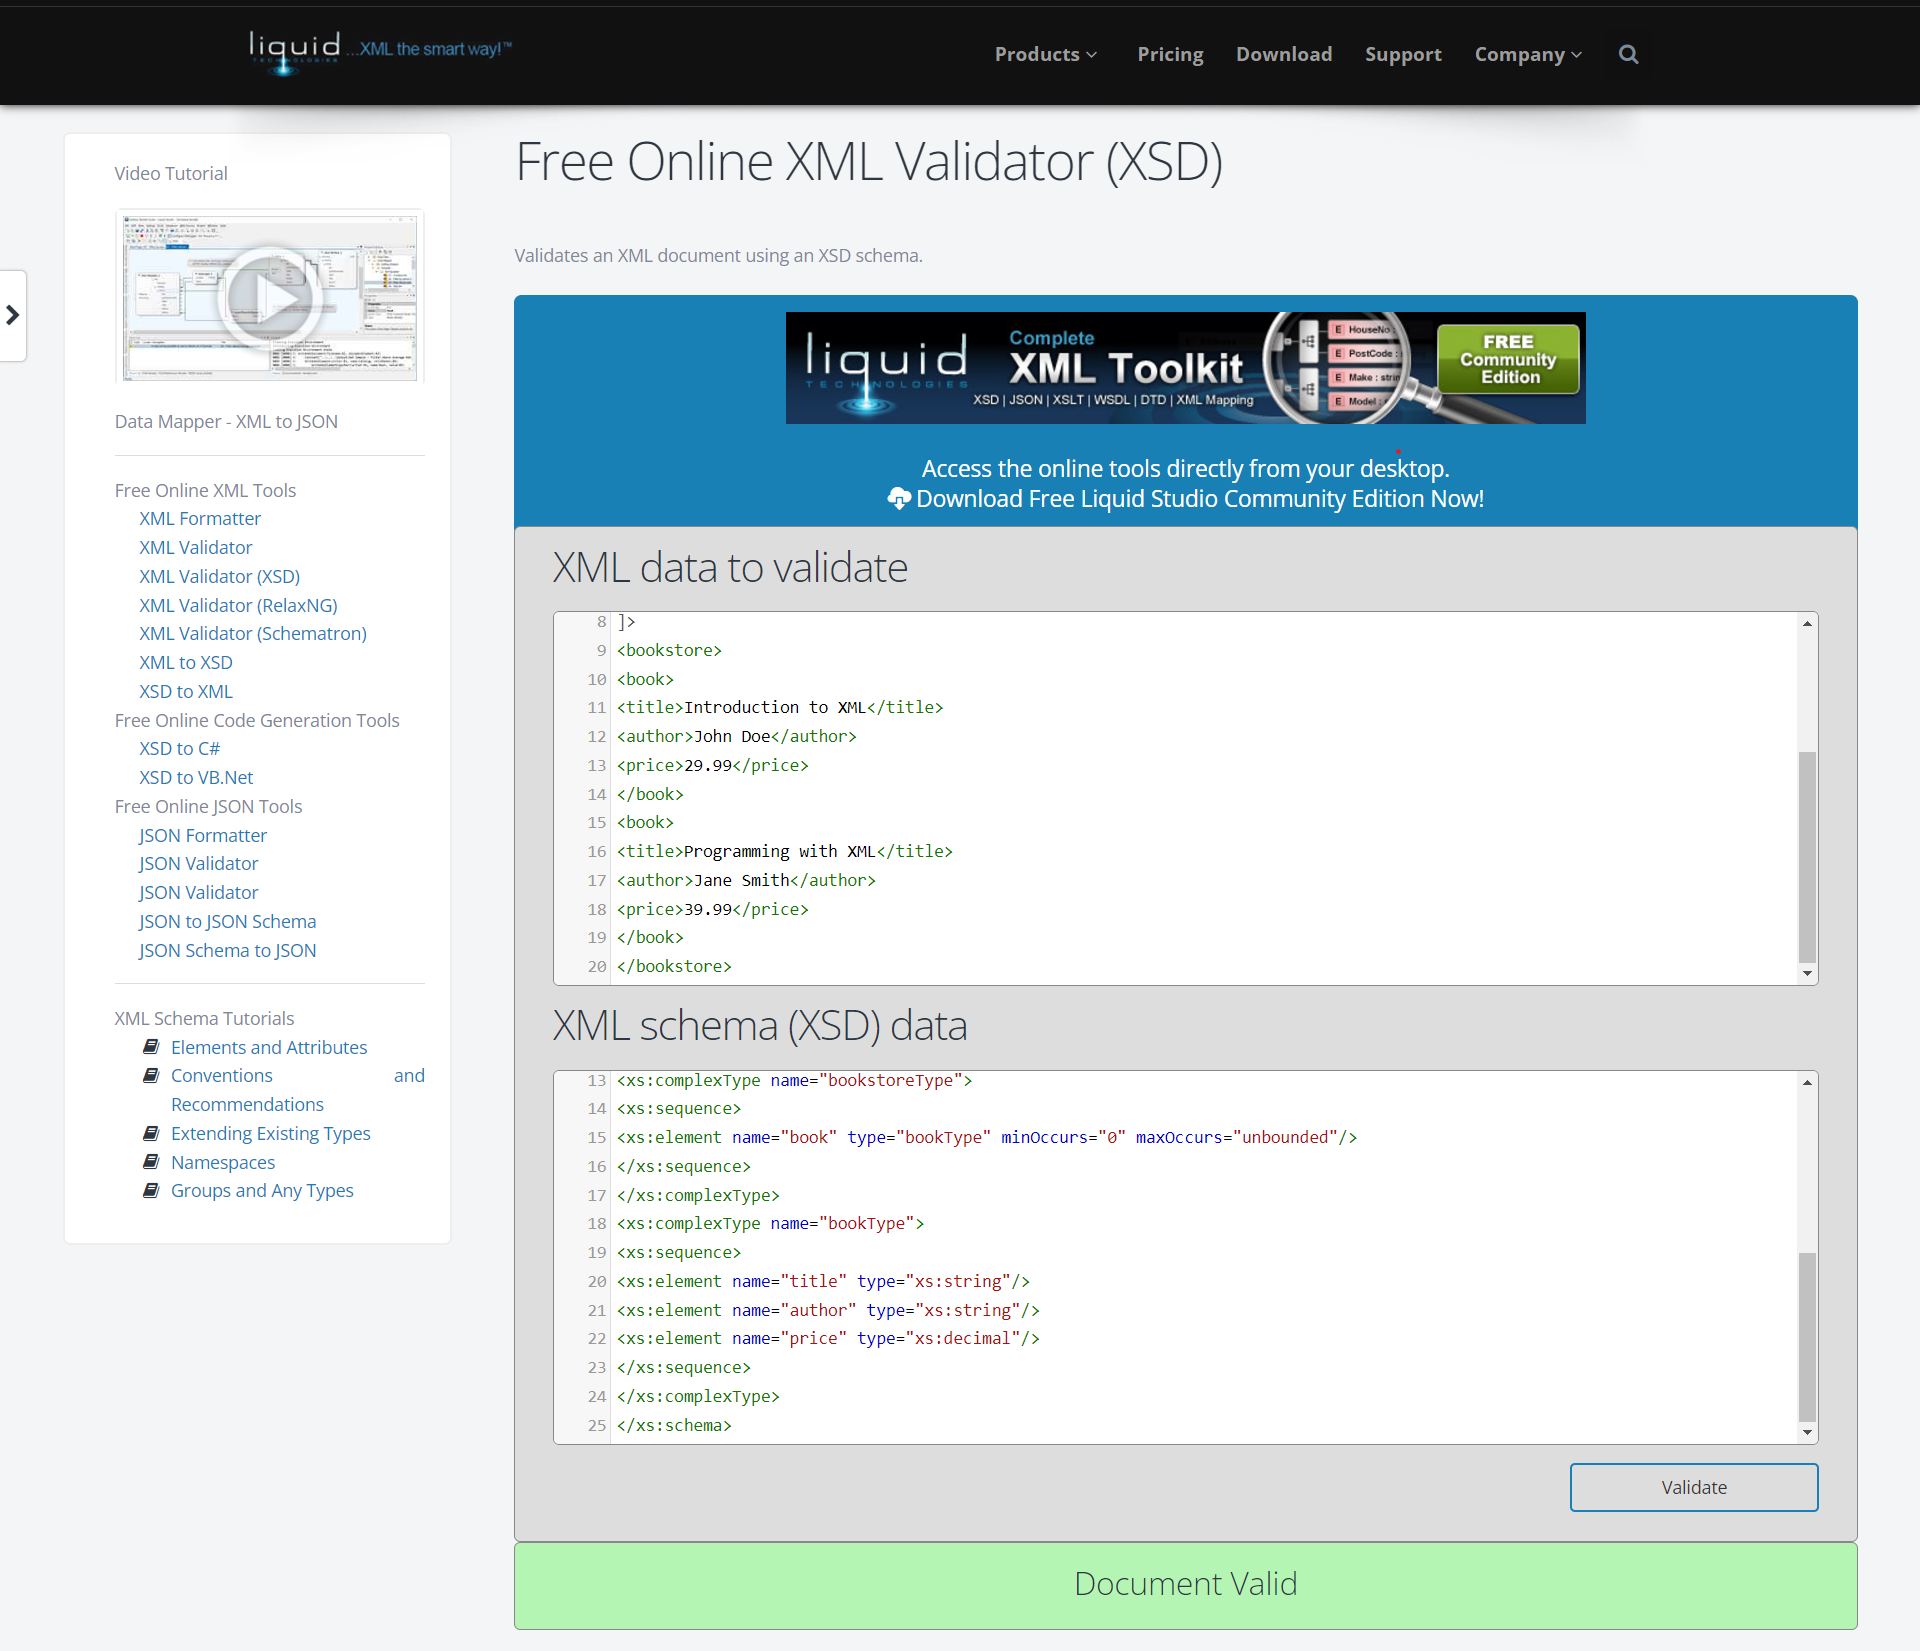 liquid ...XML the smart way!™
TECHNOLOGIES
Products
Pricing
Download
Support
Company
Video Tutorial
Data Mapper - XML to JSON
Free Online XML Tools
XML Formatter
XML Validator
XML Validator (XSD)
XML Validator (RelaxNG)
XML Validator (Schematron)
XML to XSD
XSD to XML
Free Online Code Generation Tools
XSD to C#
XSD to VB.Net
Free Online JSON Tools
JSON Formatter
JSON Validator
JSON Validator
JSON to JSON Schema
JSON Schema to JSON
XML Schema Tutorials
Elements and Attributes
Conventions and
Recommendations
Extending Existing Types
Namespaces
Groups and Any Types
Free Online XML Validator (XSD)
Validates an XML document using an XSD schema.
liquid
TECHNOLOGIES
Complete
XML Toolkit
XSD | JSON | XSLT | WSDL | DTD | XML Mapping
E HouseNo
E PostCode :
E Make : strin
E Model :
FREE
Community
Edition
Access the online tools directly from your desktop.
Download Free Liquid Studio Community Edition Now!
XML data to validate
8 ]>
9 <bookstore>
10 <book>
11 <title>Introduction to XML</title>
12 <author>John Doe</author>
13 <price>29.99</price>
14 </book>
15 <book>
16 <title>Programming with XML</title>
17 <author>Jane Smith</author>
18 <price>39.99</price>
19 </book>
20 </bookstore>
XML schema (XSD) data
13 <xs:complexType name="bookstoreType">
14 <xs:sequence>
15 <xs:element name="book" type="bookType" minOccurs="0" maxOccurs="unbounded"/>
16 </xs:sequence>
17 </xs:complexType>
18 <xs:complexType name="bookType">
19 <xs:sequence>
20 <xs:element name="title" type="xs:string"/>
21 <xs:element name="author" type="xs:string"/>
22 <xs:element name="price" type="xs:decimal"/>
23 </xs:sequence>
24 </xs:complexType>
25 </xs:schema>
Validate
Document Valid